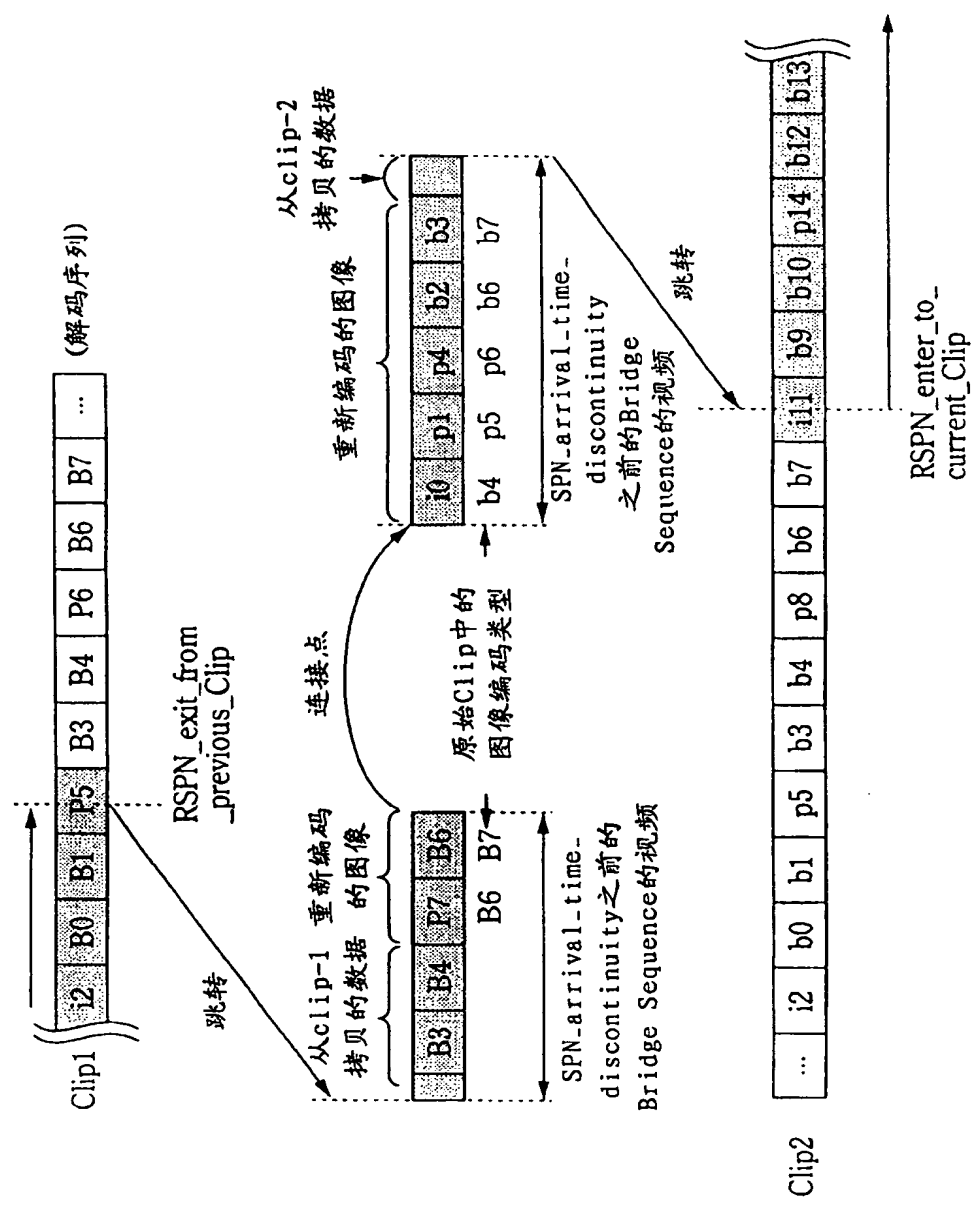 Clip1
i2 B0 B1 P5 B3 B4 P6 B6 B7 ...
(解码序列)
RSPN_exit_from
_previous_Clip
跳转
从clip-1
拷贝的数据
重新编码
的图像
连接点
重新编码的图像
从clip-2
拷贝的数据
B3 B4 P7 B6
i0 p1 p4 b2 b3
B6 B7
原始Clip中的
图像编码类型
b4 p5 p6 b6 b7
SPN_arrival_time_
discontinuity之前的
Bridge Sequence的视频
SPN_arrival_time_
discontinuity
之前的Bridge
Sequence的视频
跳转
Clip2
... i2 b0 b1 p5 b3 b4 p8 b6 b7 i11 b9 b10 p14 b12 b13
RSPN_enter_to_
current_Clip